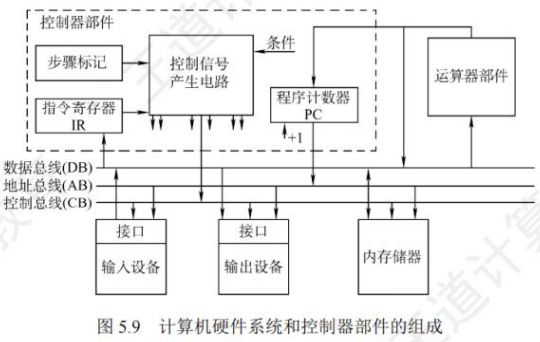 控制器部件
步骤标记
控制信号
产生电路
条件
指令寄存器
IR
程序计数器
PC
+1
运算器部件
数据总线(DB)
地址总线(AB)
控制总线(CB)
接口
输入设备
接口
输出设备
内存储器
图 5.9 计算机硬件系统和控制器部件的组成